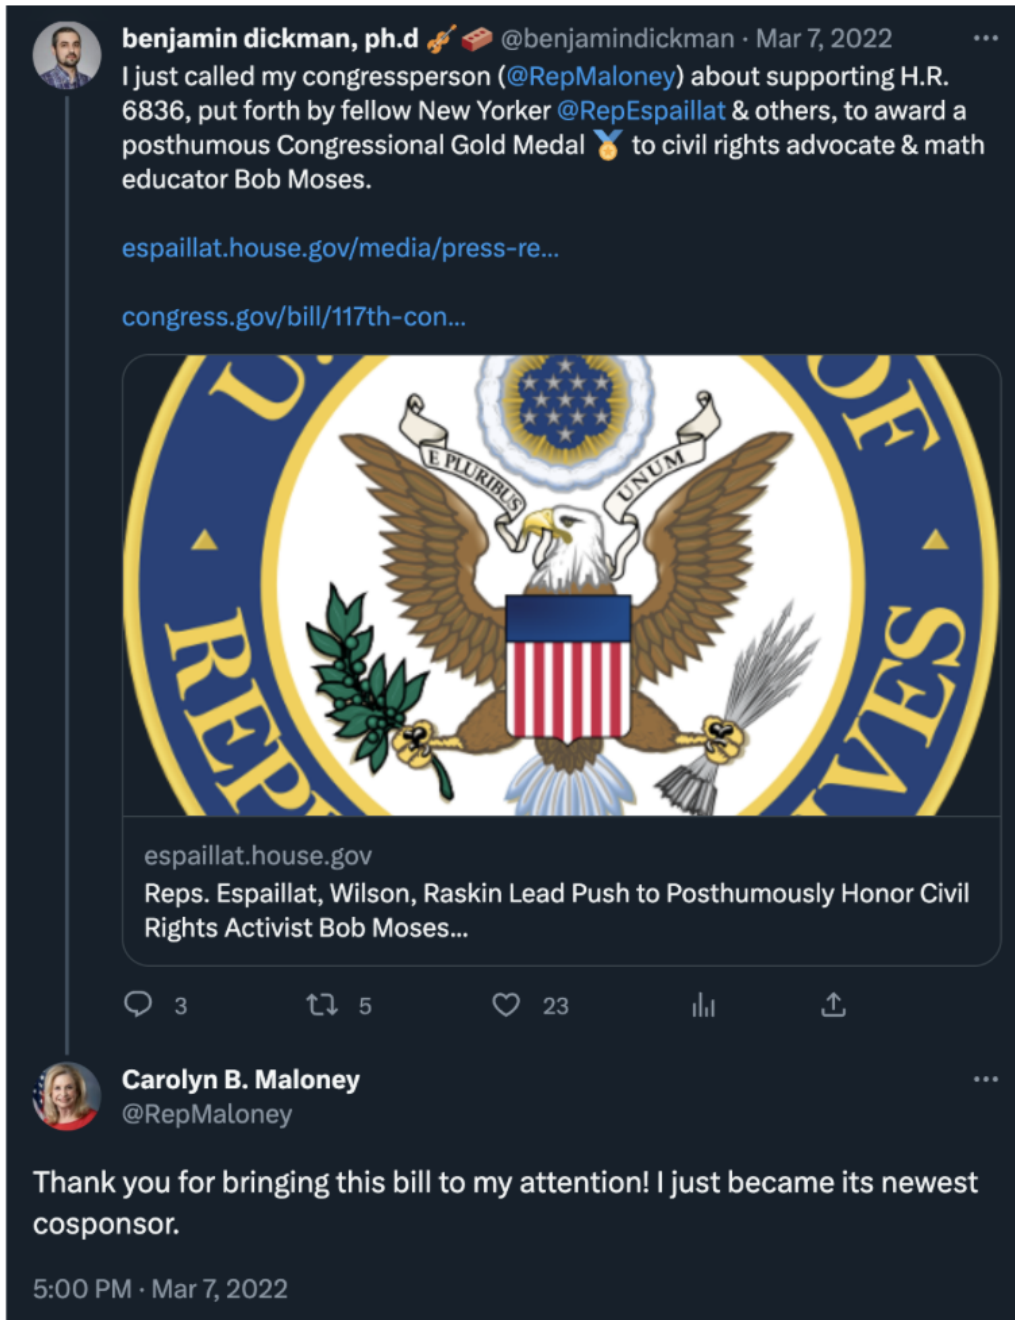 benjamin dickman, ph.d 🎻 🧱 @benjamindickman · Mar 7, 2022
I just called my congressperson (@RepMaloney) about supporting H.R.
6836, put forth by fellow New Yorker @RepEspaillat & others, to award a
posthumous Congressional Gold Medal 🏅 to civil rights advocate & math
educator Bob Moses.
espaillat.house.gov/media/press-re...
congress.gov/bill/117th-con...
U.
OF
E PLURIBUS
UNUM
REPR
IVES
espaillat.house.gov
Reps. Espaillat, Wilson, Raskin Lead Push to Posthumously Honor Civil
Rights Activist Bob Moses...
3 5 23
Carolyn B. Maloney
@RepMaloney
Thank you for bringing this bill to my attention! I just became its newest
cosponsor.
5:00 PM · Mar 7, 2022